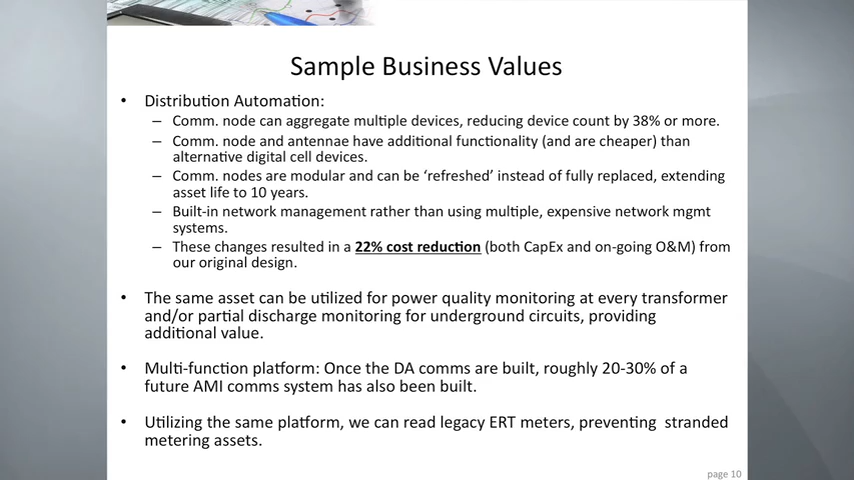 Sample Business Values
• Distribution Automation:
– Comm. node can aggregate multiple devices, reducing device count by 38% or more.
– Comm. node and antennae have additional functionality (and are cheaper) than
alternative digital cell devices.
– Comm. nodes are modular and can be ‘refreshed’ instead of fully replaced, extending
asset life to 10 years.
– Built-in network management rather than using multiple, expensive network mgmt
systems.
– These changes resulted in a 22% cost reduction (both CapEx and on-going O&M) from
our original design.
• The same asset can be utilized for power quality monitoring at every transformer
and/or partial discharge monitoring for underground circuits, providing
additional value.
• Multi-function platform: Once the DA comms are built, roughly 20-30% of a
future AMI comms system has also been built.
• Utilizing the same platform, we can read legacy ERT meters, preventing  stranded
metering assets.
page 10